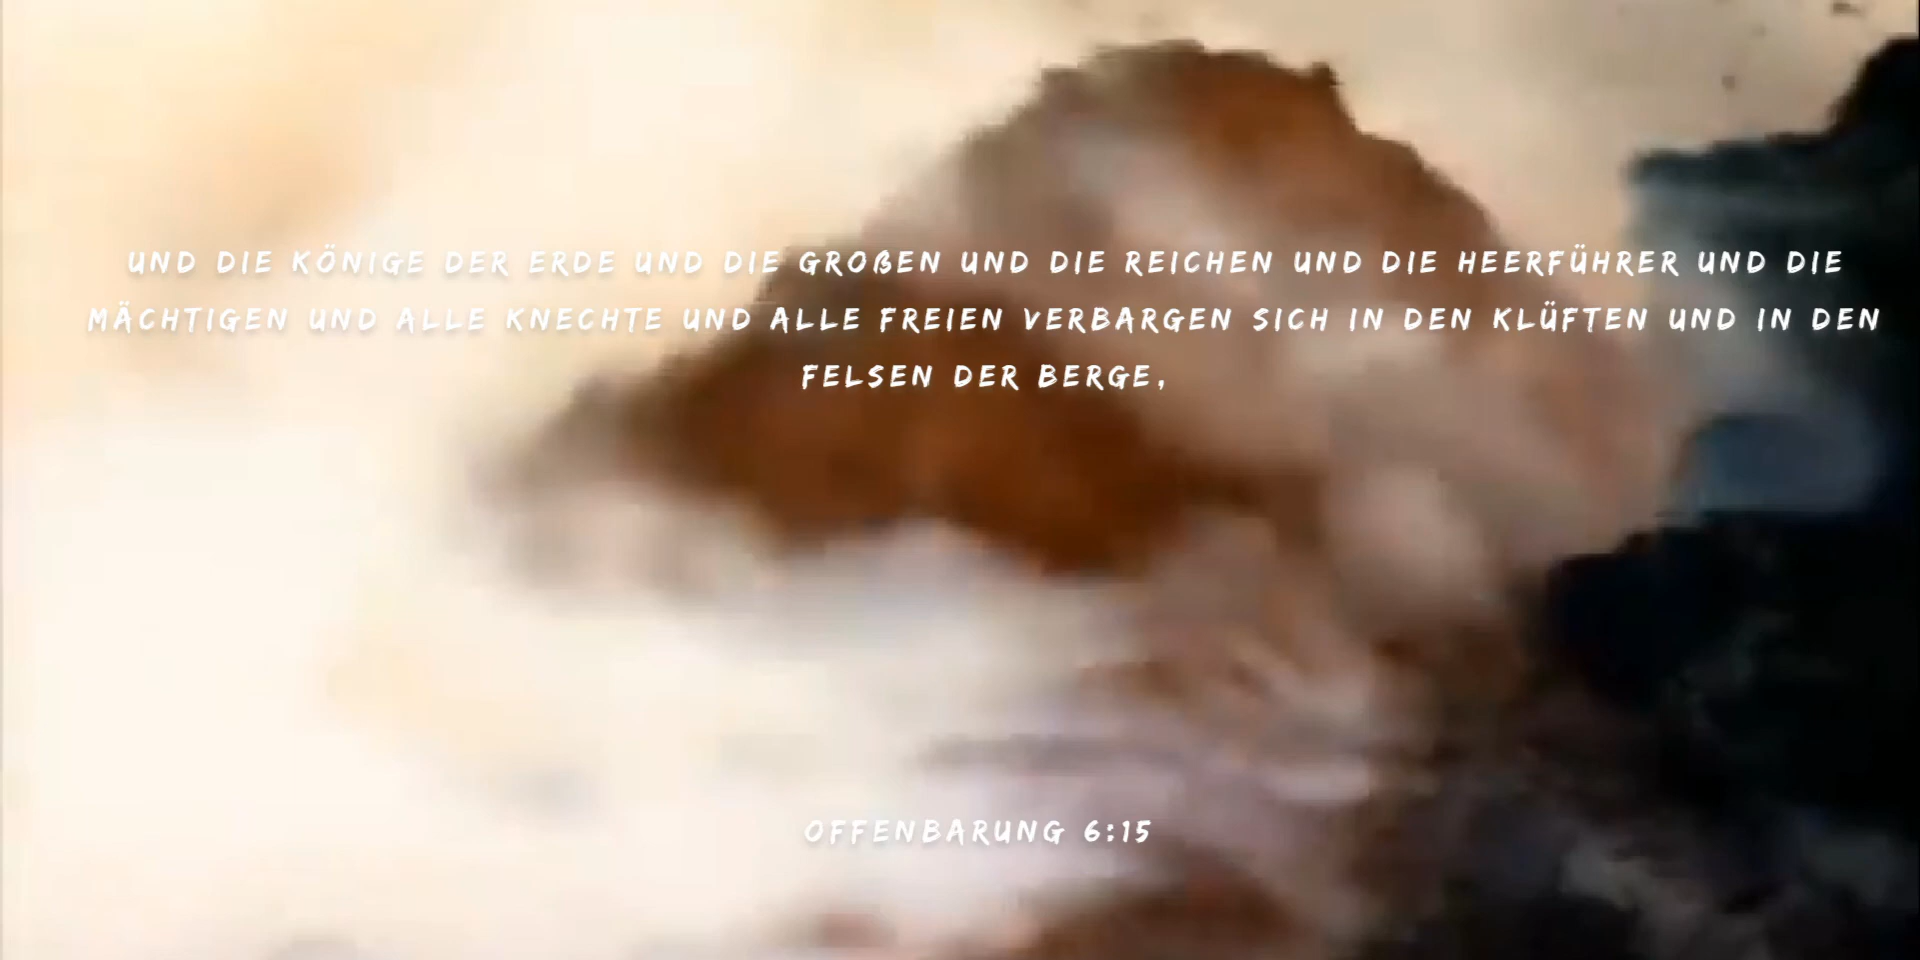 UND DIE KÖNIGE DER ERDE UND DIE GROßEN UND DIE REICHEN UND DIE HEERFÜHRER UND DIE
MÄCHTIGEN UND ALLE KNECHTE UND ALLE FREIEN VERBARGEN SICH IN DEN KLÜFTEN UND IN DEN
FELSEN DER BERGE,
OFFENBARUNG 6:15